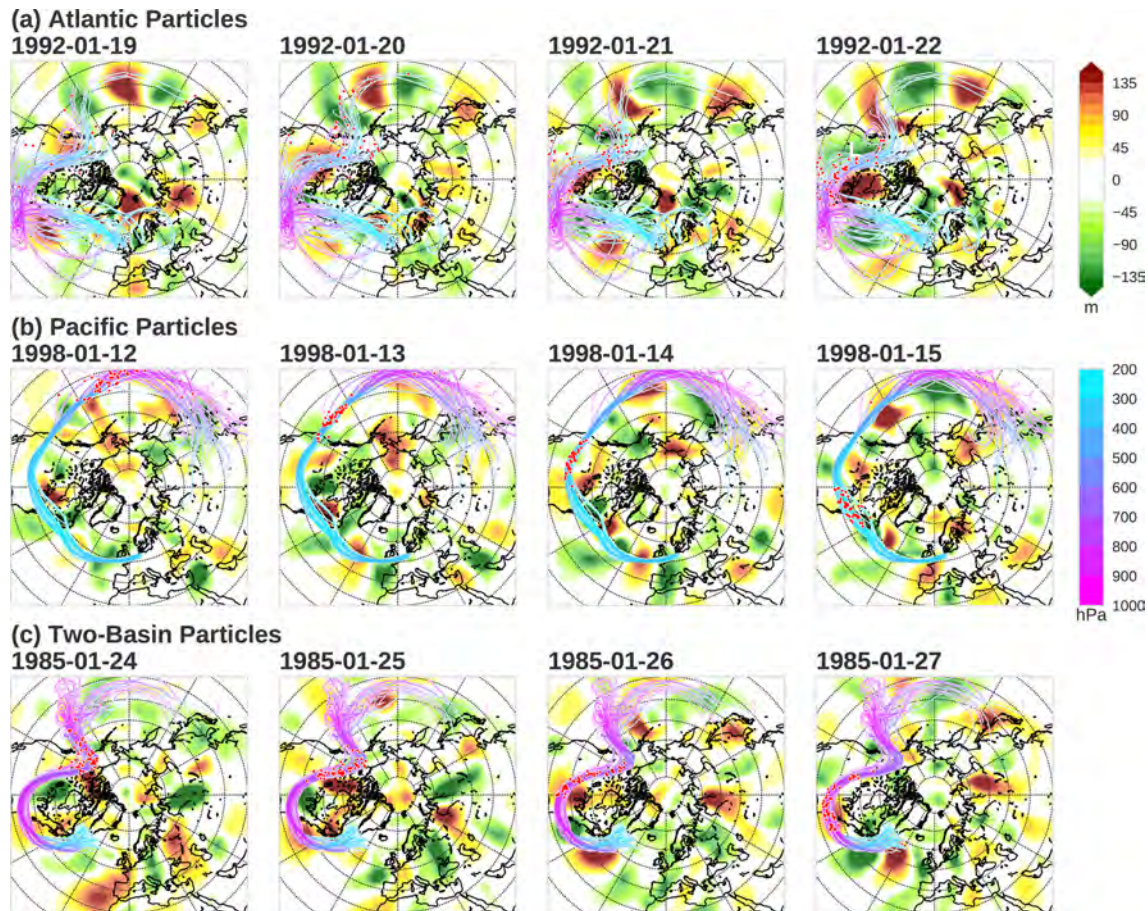 (a) Atlantic Particles
1992-01-19 1992-01-20 1992-01-21 1992-01-22
135
90
45
0
−45
−90
−135
m
(b) Pacific Particles
1998-01-12 1998-01-13 1998-01-14 1998-01-15
200
300
400
500
600
700
800
900
1000
hPa
(c) Two-Basin Particles
1985-01-24 1985-01-25 1985-01-26 1985-01-27